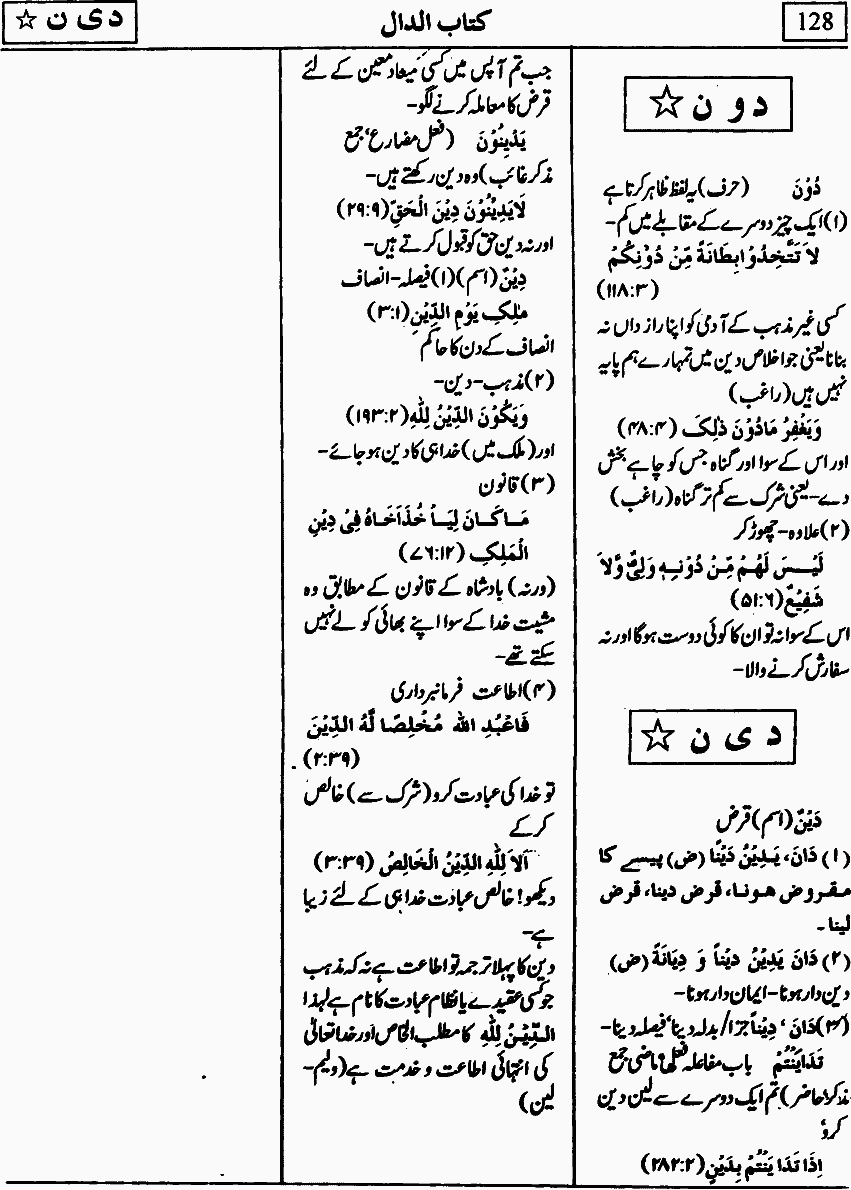 128
کتاب الدال
د ی ن ☆
د و ن ☆
دُوْنَ (حرف) یہ لفظ ظاہر کرتا ہے
(۱) ایک چیز دوسرے کے مقابلے میں کم-
لاَ تَتَّخِذُوْا بِطَانَةً مِّنْ دُوْنِكُمْ
(۱۱۸:۳)
کسی غیر مذہب کے آدمی کو اپنا رازداں نہ
بنانا یعنی جو اخلاص دین میں تمہارے ہم پایہ
نہیں ہیں (راغب)
وَيَغْفِرُ مَادُوْنَ ذٰلِكَ (۴۸:۴)
اور اس کے سوا اور گناہ جس کو چاہے بخش
دے- یعنی شرک سے کم تر گناہ (راغب)
(۲) علاوہ- چھوڑ کر
لَيْسَ لَهُمْ مِّنْ دُوْنِهٖ وَلِیٌّ وَّلاَ
شَفِيْعٌ (۵۱:۶)
اس کے سوا نہ تو ان کا کوئی دوست ہوگا اور نہ
سفارش کرنے والا-
د ی ن ☆
دَيْنٌ (اسم) قرض
(۱) دَانَ، يَدِيْنُ دَيْنًا (ض) پیسے کا
مقروض ہونا، قرض دینا، قرض
لینا۔
(۲) دَانَ يَدِيْنُ دِيْناً وَ دِيَانَةً (ض)
دین دار ہونا- ایمان دار ہونا-
(۳) دَانَ ‘ دِيْناً جزا/ بدلہ دینا‘ فیصلہ دینا-
تَدَايَنْتُمْ باب مفاعلہ فعل ماضی جمع
مذکر حاضر) تم ایک دوسرے سے لین دین
کرو
اِذَا تَدَايَنْتُمْ بِدَيْنٍ (۲۸۲:۲)
جب تم آپس میں کسی میعاد معین کے لئے
قرض کا معاملہ کرنے لگو-
يَدِيْنُوْنَ (فعل مضارع‘ جمع
مذکر غائب) وہ دین رکھتے ہیں-
لاَيَدِيْنُوْنَ دِيْنَ الْحَقِّ (۲۹:۹)
اور نہ دین حق کو قبول کرتے ہیں-
دِيْنٌ (اسم) (۱) فیصلہ- انصاف
مٰلِكِ يَوْمِ الدِّيْنِ (۳:۱)
انصاف کے دن کا حاکم
(۲) مذہب- دین-
وَيَكُوْنَ الدِّيْنُ لِلّٰهِ (۱۹۳:۲)
اور (ملک میں) خدا ہی کا دین ہو جائے-
(۳) قانون
مَاكَانَ لِيَاْ خُذَاَخَاهُ فِیْ دِيْنِ
الْمَلِكِ (۷۶:۱۲)
(ورنہ) بادشاہ کے قانون کے مطابق وہ
مشیت خدا کے سوا اپنے بھائی کو لے نہیں
سکتے تھے-
(۴) اطاعت فرمانبرداری
فَاعْبُدِ اللّٰهَ مُخْلِصًا لَّهُ الدِّيْنَ
(۲:۳۹)
تو خدا کی عبادت کرو (شرک سے) خالص
کر کے
اَلاَ لِلّٰهِ الدِّيْنُ الْخَالِصُ (۳:۳۹)
دیکھو! خالص عبادت خدا ہی کے لئے زیبا
ہے-
دین کا پہلا ترجمہ تو اطاعت ہے نہ کہ مذہب
جو کسی عقیدے یا نظام عبادت کا نام ہے لہذا
الدِّيْنُ لِلّٰهِ کا مطلب الخاص اور خدا تعالیٰ
کی انتہائی اطاعت و خدمت ہے (ولیم-
لین)